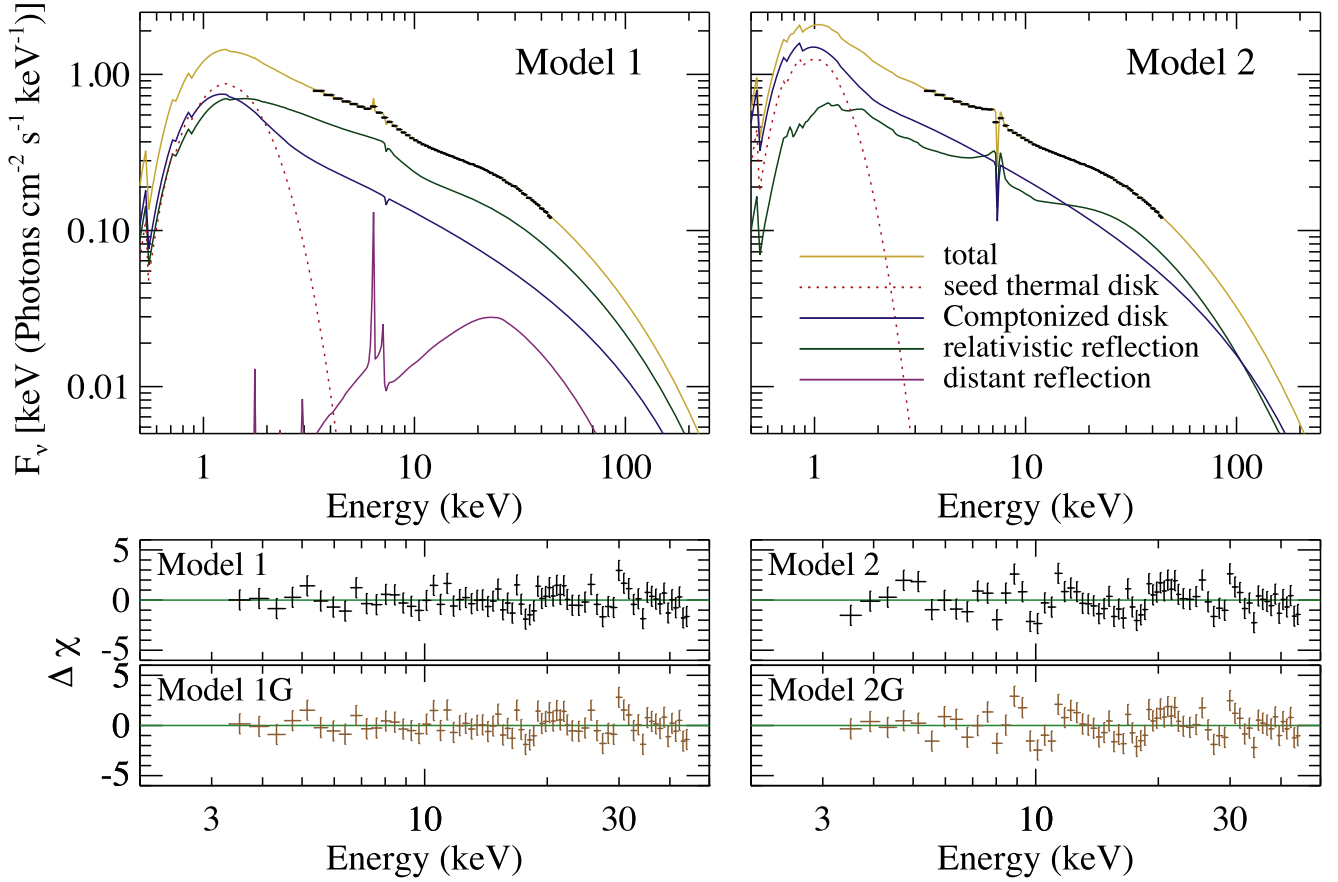 F_ν [keV (Photons cm⁻² s⁻¹ keV⁻¹)]
1.00
0.10
0.01
Model 1
1 10 100
Energy (keV)
Model 2
total
seed thermal disk
Comptonized disk
relativistic reflection
distant reflection
1 10 100
Energy (keV)
Δ χ
5
0
-5
Model 1
Model 2
5
0
-5
Model 1G
Model 2G
3 10 30
Energy (keV)
3 10 30
Energy (keV)